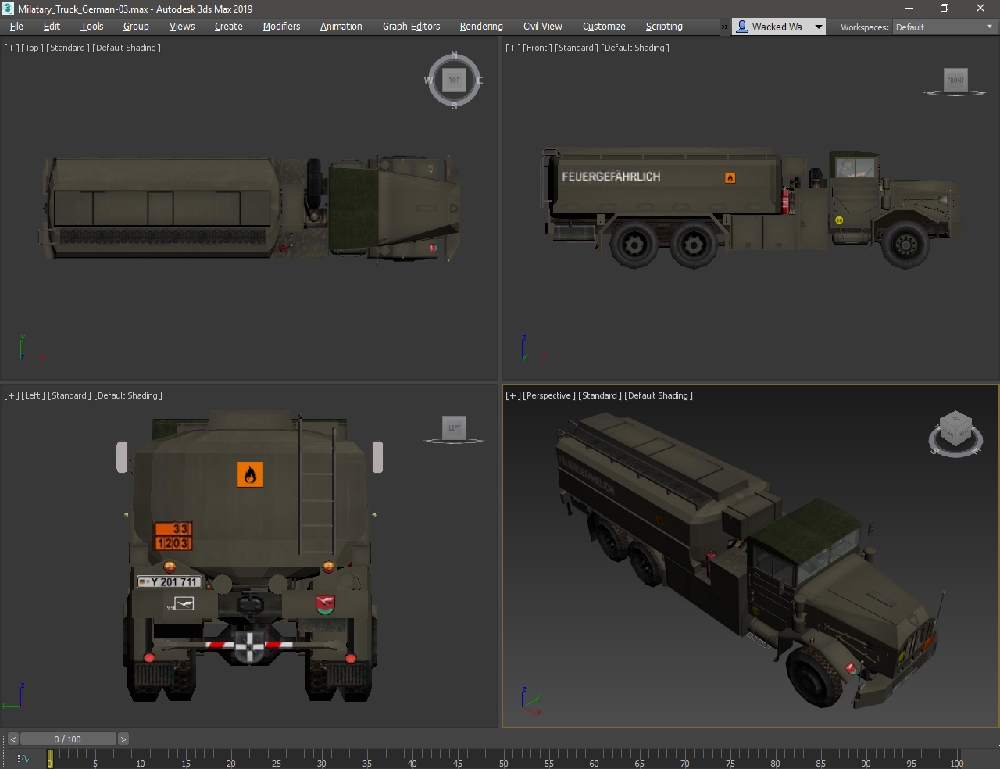 Military_Truck_German-03.max - Autodesk 3ds Max 2019
File Edit Tools Group Views Create Modifiers Animation Graph Editors Rendering Civil View Customize Scripting » Wacked Wa Workspaces: Default
[+] [Top] [Standard] [Default Shading]
N
W TOP E
S
[+] [Front] [Standard] [Default Shading]
FRONT
FEUERGEFÄHRLICH
[+] [Left] [Standard] [Default Shading]
LEFT
33
1203
Y 201 711
[+] [Perspective] [Standard] [Default Shading]
FEUERGEFÄHRLICH
< 0 / 100 >
0 5 10 15 20 25 30 35 40 45 50 55 60 65 70 75 80 85 90 95 100